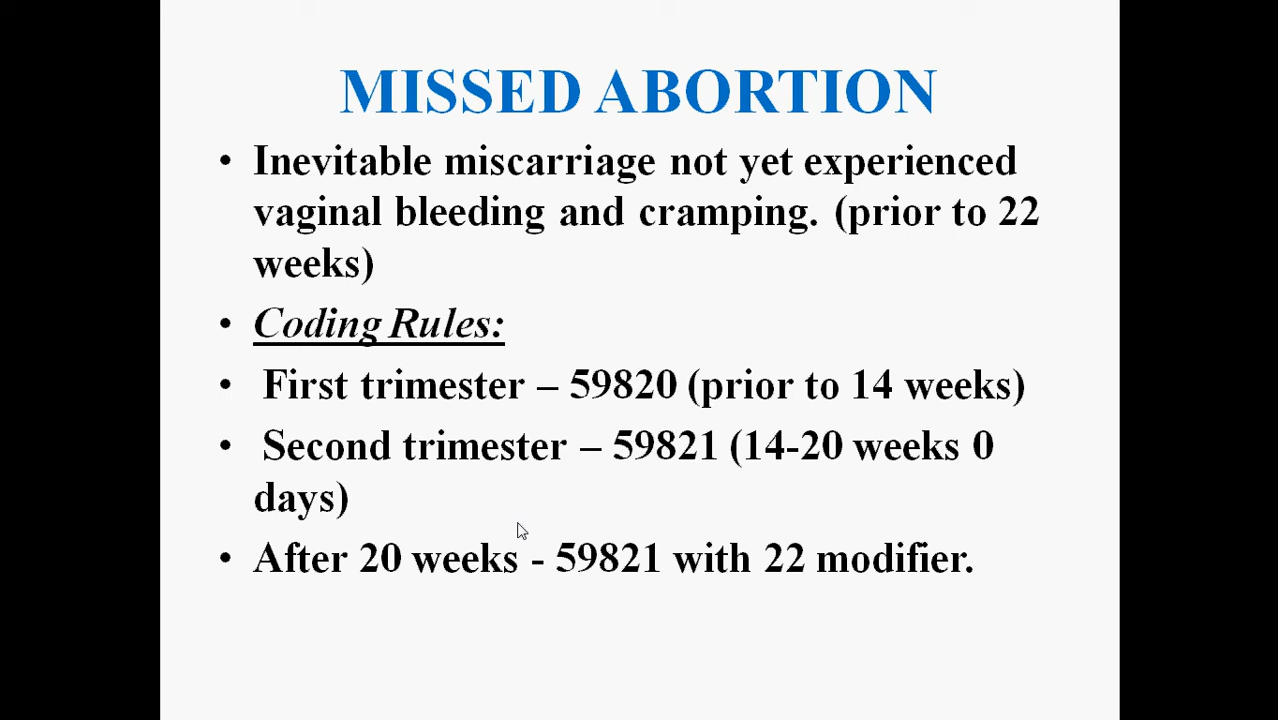 MISSED ABORTION
• Inevitable miscarriage not yet experienced
vaginal bleeding and cramping. (prior to 22
weeks)
• Coding Rules:
• First trimester – 59820 (prior to 14 weeks)
• Second trimester – 59821 (14-20 weeks 0
days)
• After 20 weeks - 59821 with 22 modifier.